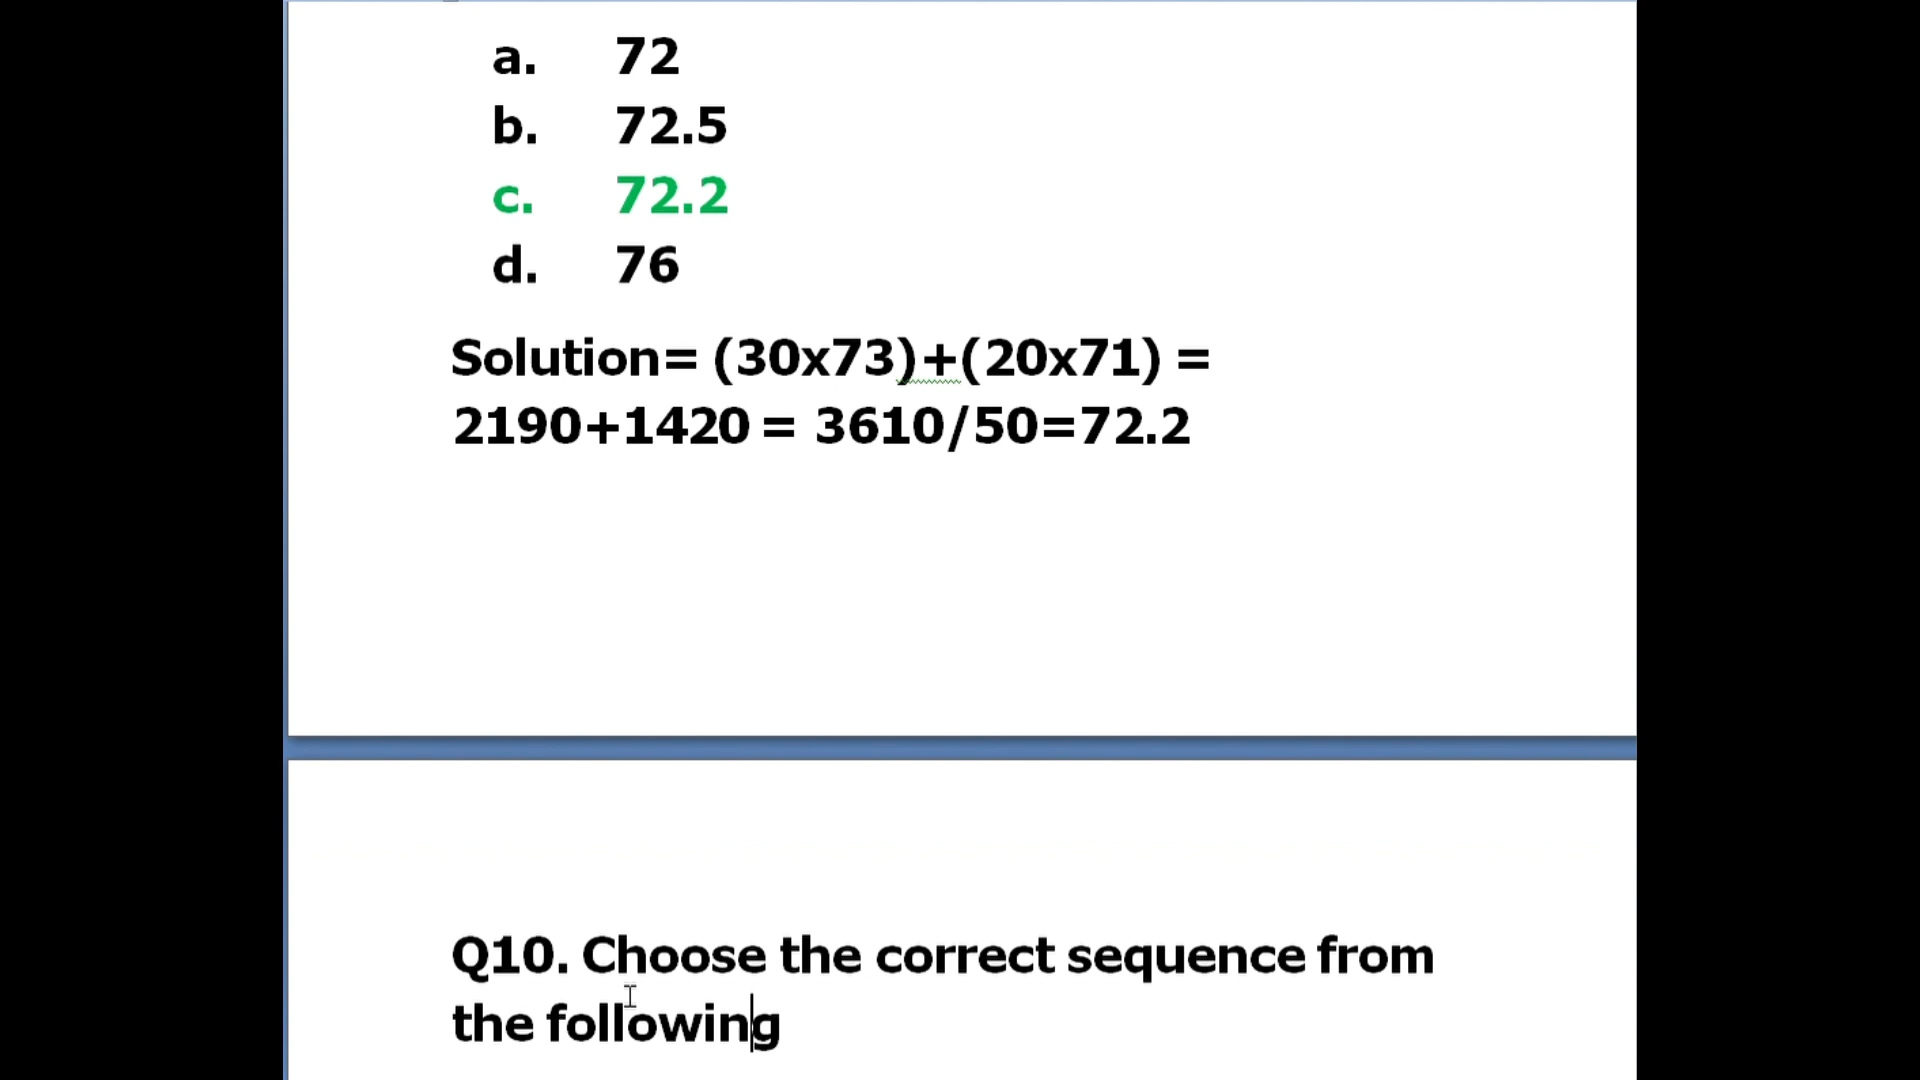 a. 72
b. 72.5
c. 72.2
d. 76
Solution= (30x73)+(20x71) =
2190+1420 = 3610/50=72.2
Q10. Choose the correct sequence from
the following